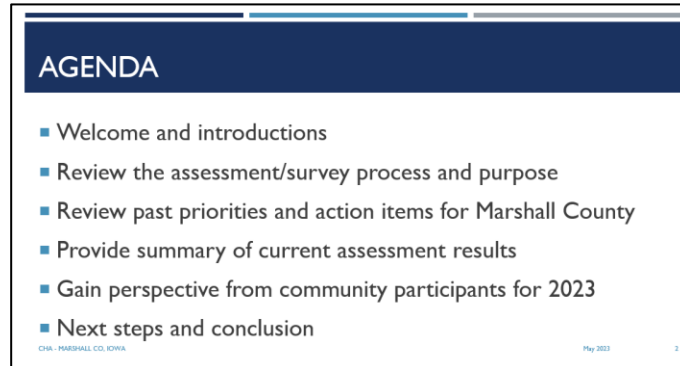 AGENDA
Welcome and introductions
Review the assessment/survey process and purpose
Review past priorities and action items for Marshall County
Provide summary of current assessment results
Gain perspective from community participants for 2023
Next steps and conclusion
CHA - MARSHALL CO, IOWA May 2023 2